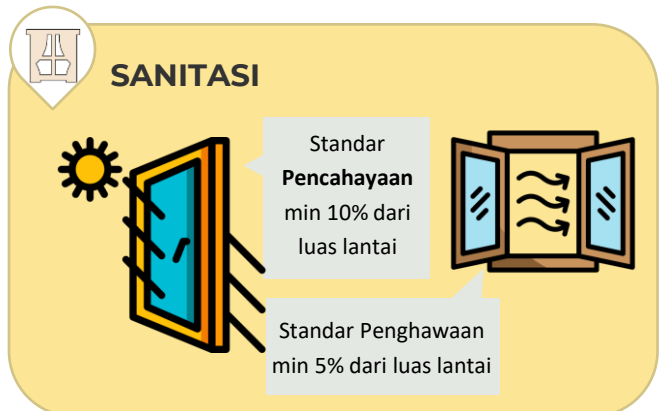 SANITASI
Standar
Pencahayaan
min 10% dari
luas lantai
Standar Penghawaan
min 5% dari luas lantai